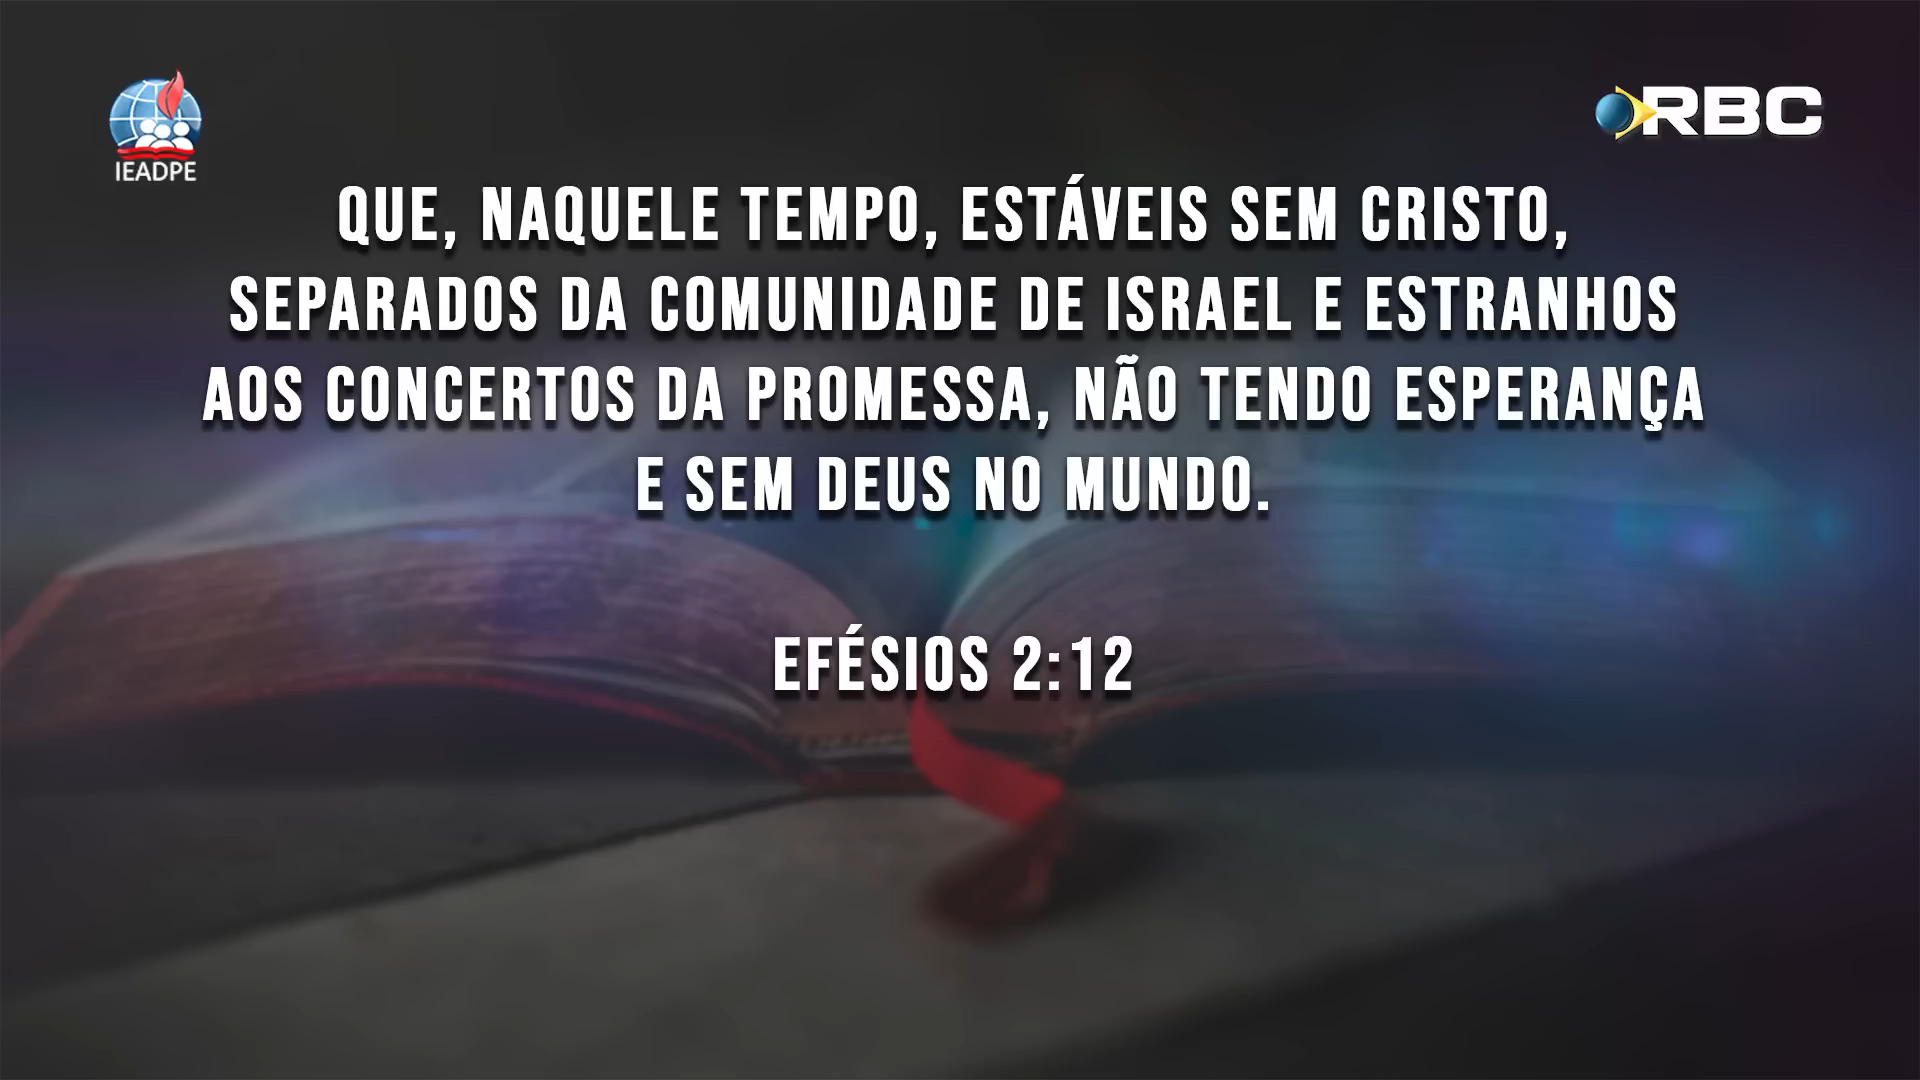 IEADPE
RBC
QUE, NAQUELE TEMPO, ESTÁVEIS SEM CRISTO,
SEPARADOS DA COMUNIDADE DE ISRAEL E ESTRANHOS
AOS CONCERTOS DA PROMESSA, NÃO TENDO ESPERANÇA
E SEM DEUS NO MUNDO.
EFÉSIOS 2:12